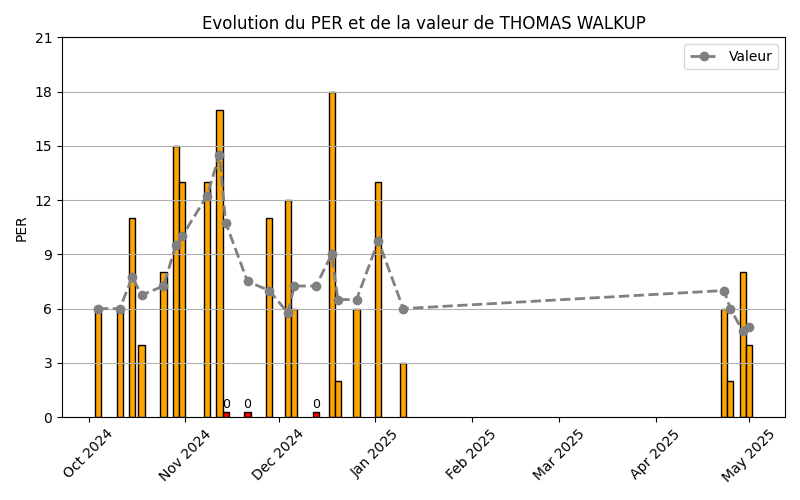 Evolution du PER et de la valeur de THOMAS WALKUP
Valeur
PER
21
18
15
12
9
6
3
0
0 0 0
Oct 2024 Nov 2024 Dec 2024 Jan 2025 Feb 2025 Mar 2025 Apr 2025 May 2025